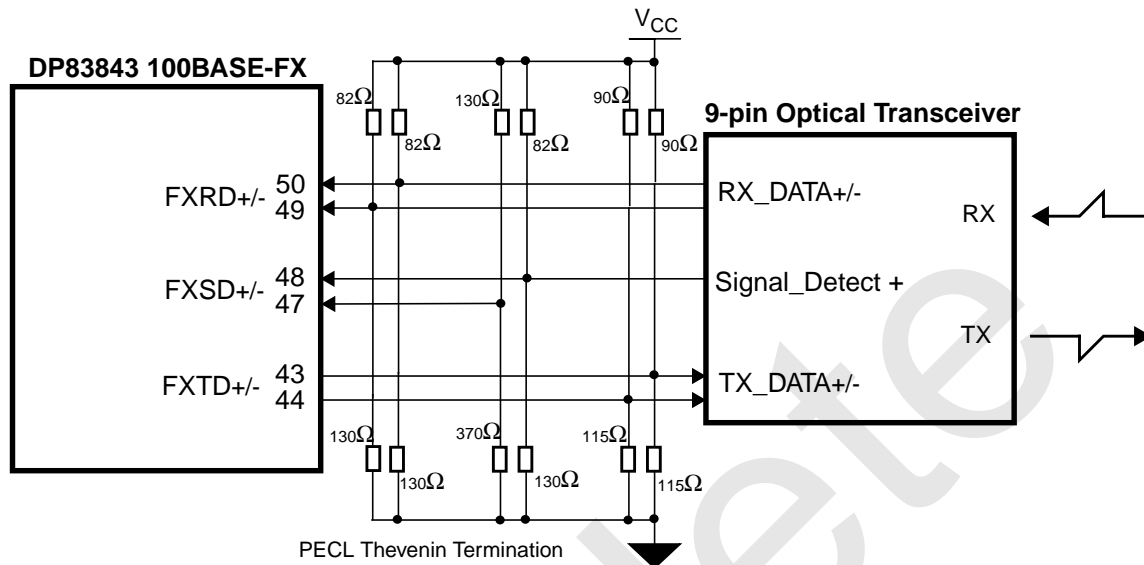 VCC
DP83843 100BASE-FX
82Ω
130Ω
90Ω
9-pin Optical Transceiver
82Ω
82Ω
90Ω
FXRD+/-
50
49
RX_DATA+/-
RX
FXSD+/-
48
47
Signal_Detect +
TX
FXTD+/-
43
44
TX_DATA+/-
130Ω
370Ω
115Ω
130Ω
130Ω
115Ω
PECL Thevenin Termination
lete